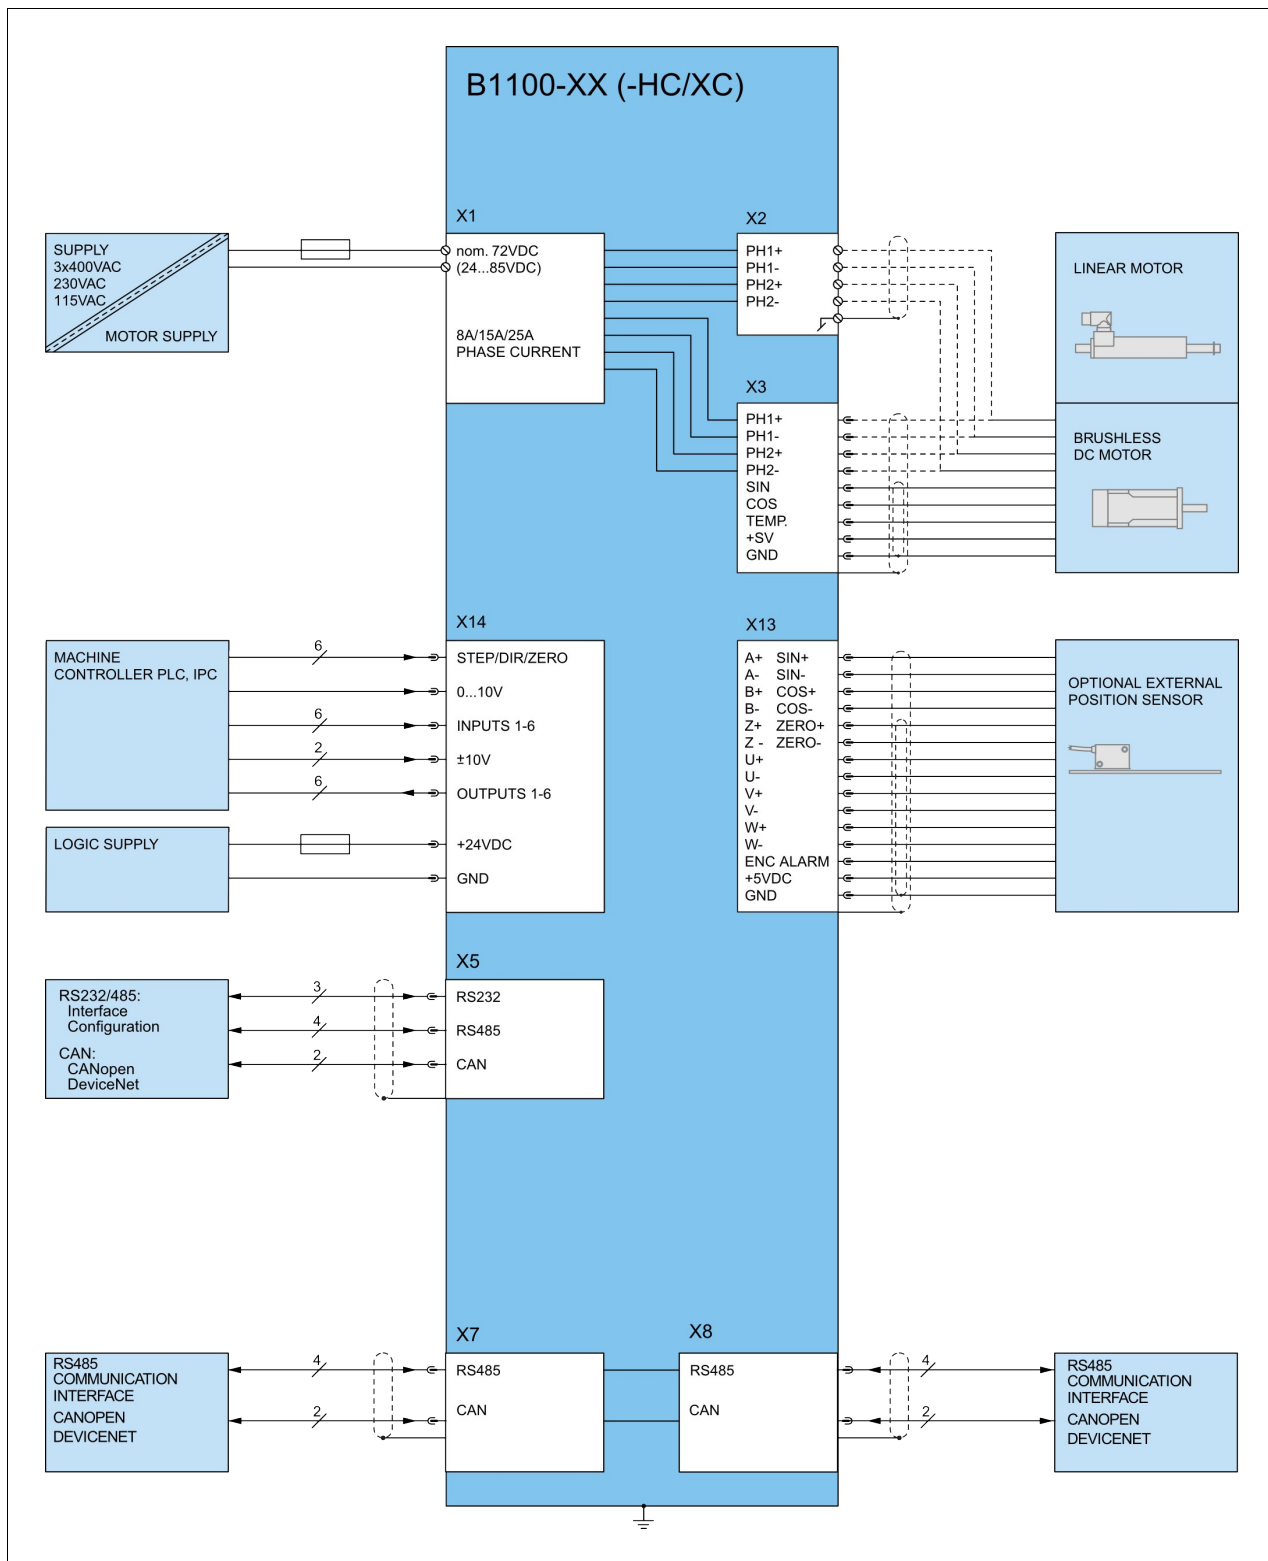 B1100-XX (-HC/XC)
X1
SUPPLY
3x400VAC
230VAC
115VAC
MOTOR SUPPLY
nom. 72VDC
(24...85VDC)
8A/15A/25A
PHASE CURRENT
X2
PH1+
PH1-
PH2+
PH2-
LINEAR MOTOR
X3
PH1+
PH1-
PH2+
PH2-
SIN
COS
TEMP.
+SV
GND
BRUSHLESS
DC MOTOR
X14
MACHINE
CONTROLLER PLC, IPC
6
STEP/DIR/ZERO
0...10V
6
INPUTS 1-6
2
±10V
6
OUTPUTS 1-6
LOGIC SUPPLY
+24VDC
GND
X13
A+ SIN+
A- SIN-
B+ COS+
B- COS-
Z+ ZERO+
Z - ZERO-
U+
U-
V+
V-
W+
W-
ENC ALARM
+5VDC
GND
OPTIONAL EXTERNAL
POSITION SENSOR
X5
RS232/485:
Interface
Configuration
CAN:
CANopen
DeviceNet
3
RS232
4
RS485
2
CAN
X7
RS485
COMMUNICATION
INTERFACE
CANOPEN
DEVICENET
4
RS485
2
CAN
X8
RS485
4
CAN
2
RS485
COMMUNICATION
INTERFACE
CANOPEN
DEVICENET